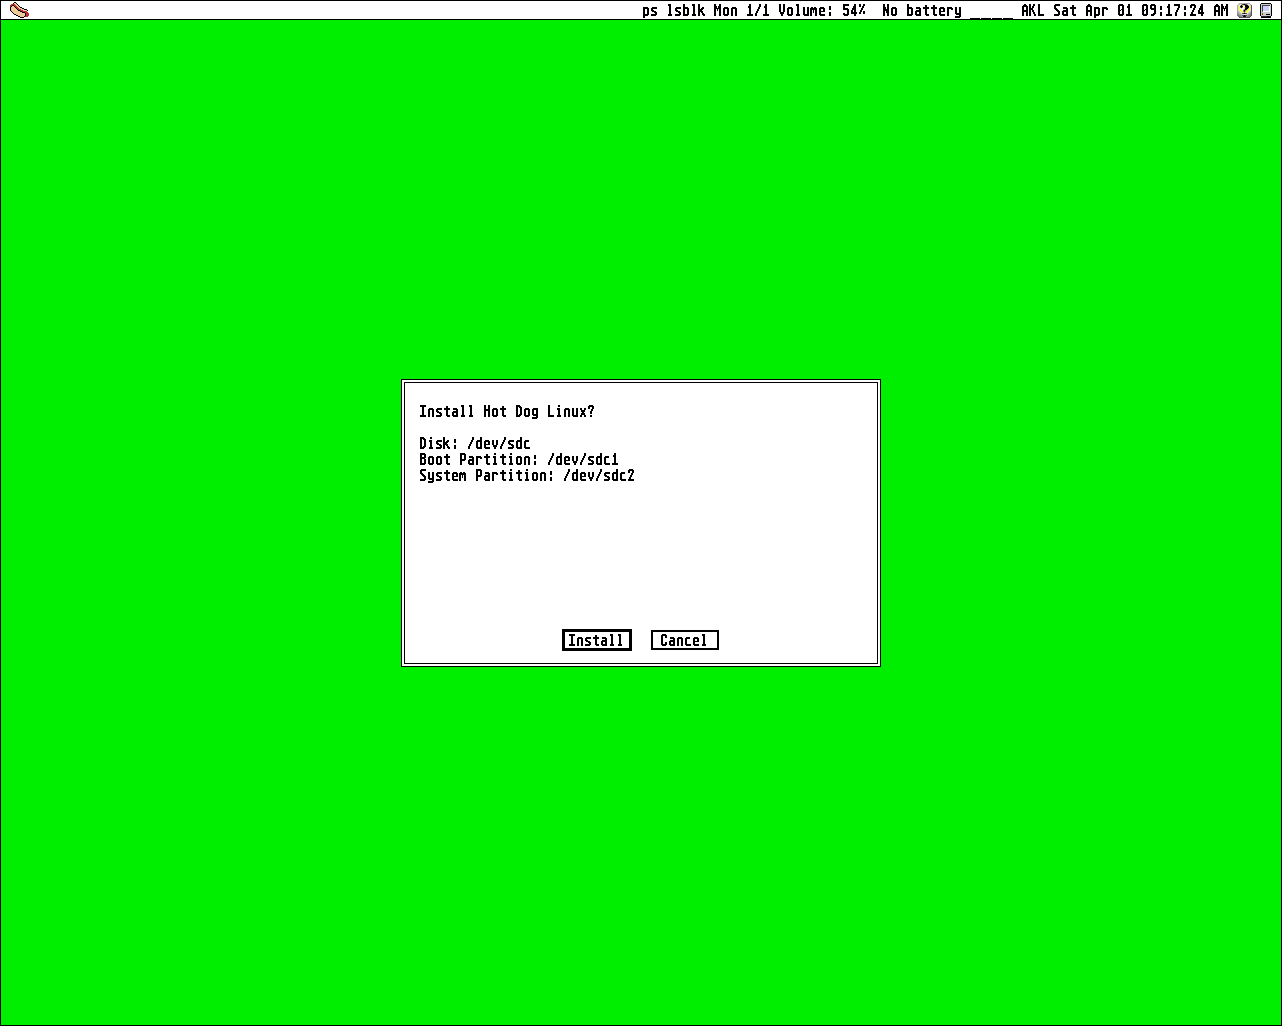 ps lsblk Mon 1/1 Volume: 54% No battery ____ AKL Sat Apr 01 09:17:24 AM ?
Install Hot Dog Linux?
Disk: /dev/sdc
Boot Partition: /dev/sdc1
System Partition: /dev/sdc2
Install Cancel